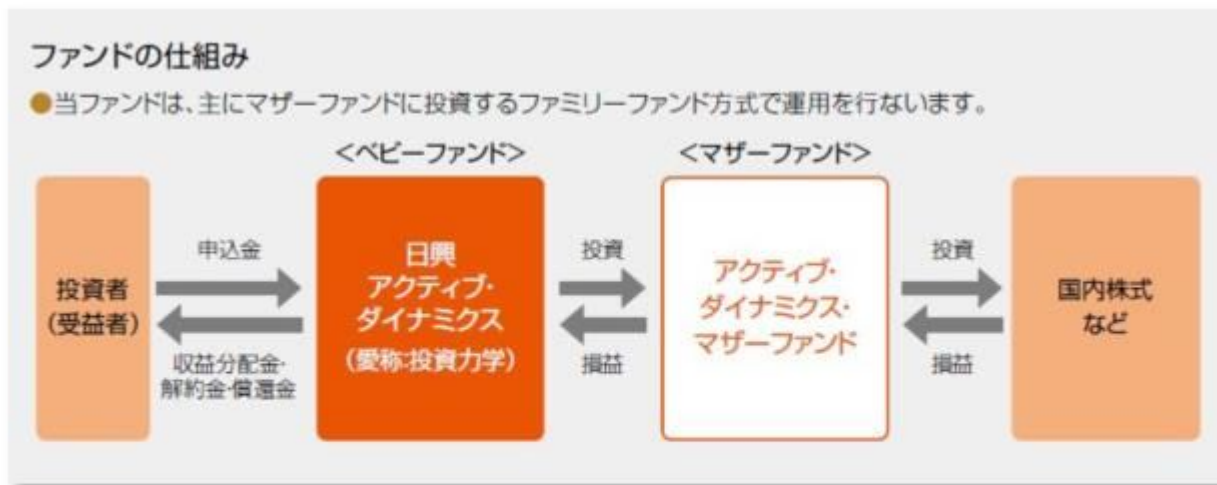 ファンドの仕組み
●当ファンドは、主にマザーファンドに投資するファミリーファンド方式で運用を行ないます。
<ベビーファンド>
<マザーファンド>
投資者
(受益者)
申込金
収益分配金・
解約金・償還金
日興
アクティブ・
ダイナミクス
(愛称:投資力学)
投資
損益
アクティブ・
ダイナミクス・
マザーファンド
投資
損益
国内株式
など